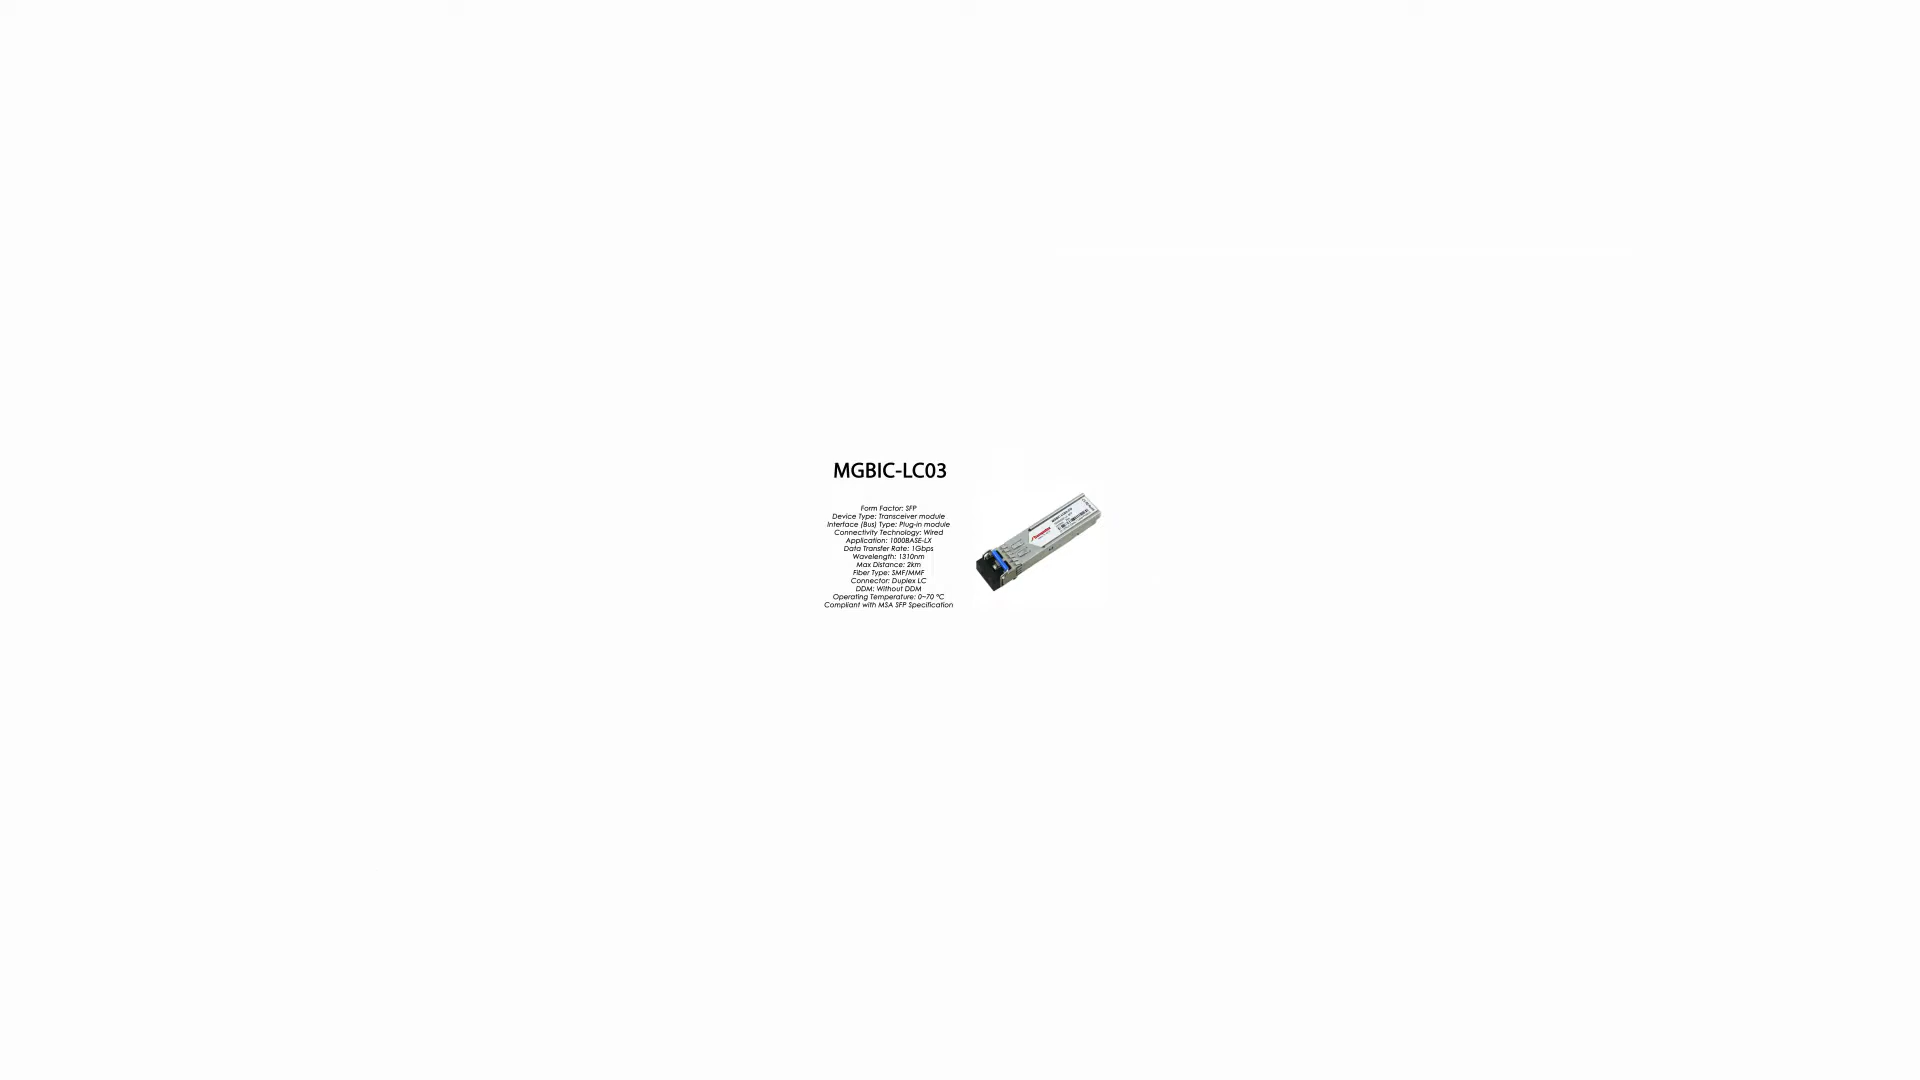 MGBIC-LC03
Form Factor: SFP
Device Type: Transceiver module
Interface (Bus) Type: Plug-in module
Connectivity Technology: Wired
Application: 1000BASE-LX
Data Transfer Rate: 1Gbps
Wavelength: 1310nm
Max Distance: 2km
Fiber Type: SMF/MMF
Connector: Duplex LC
DDM: Without DDM
Operating Temperature: 0~70 °C
Compliant with MSA SFP Specification